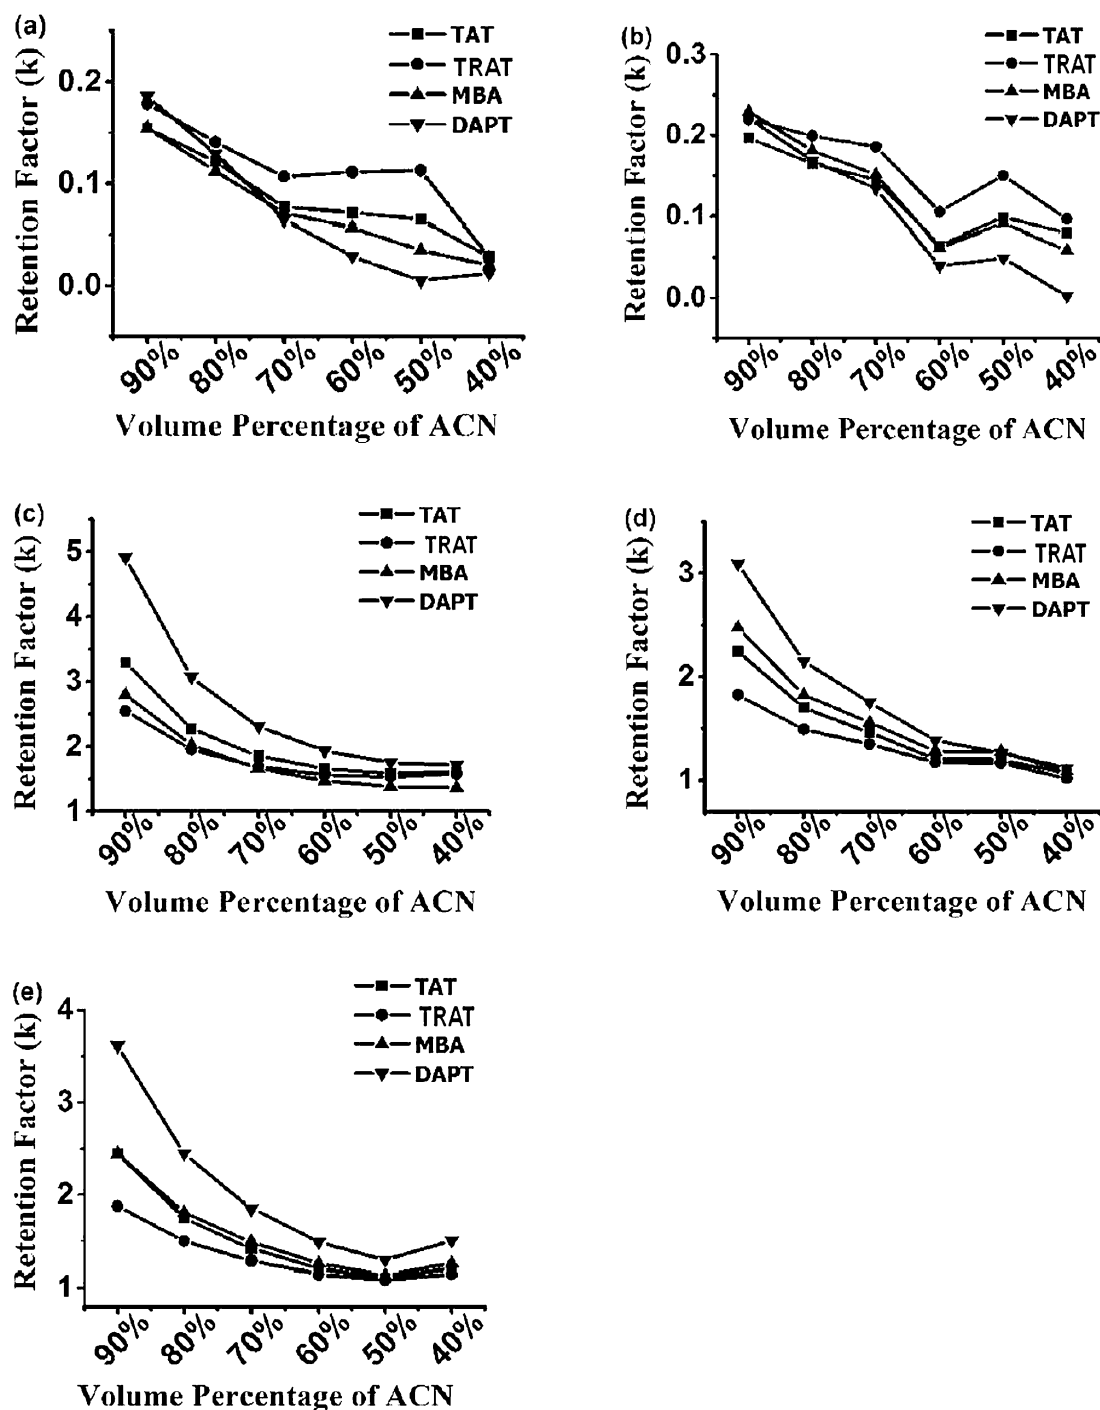 (a)
TAT
TRAT
MBA
DAPT
Retention Factor (k)
0.2
0.1
0.0
90%
80%
70%
60%
50%
40%
Volume Percentage of ACN
(b)
TAT
TRAT
MBA
DAPT
Retention Factor (k)
0.3
0.2
0.1
0.0
90%
80%
70%
60%
50%
40%
Volume Percentage of ACN
(c)
TAT
TRAT
MBA
DAPT
Retention Factor (k)
5
4
3
2
1
90%
80%
70%
60%
50%
40%
Volume Percentage of ACN
(d)
TAT
TRAT
MBA
DAPT
Retention Factor (k)
3
2
1
90%
80%
70%
60%
50%
40%
Volume Percentage of ACN
(e)
TAT
TRAT
MBA
DAPT
Retention Factor (k)
4
3
2
1
90%
80%
70%
60%
50%
40%
Volume Percentage of ACN